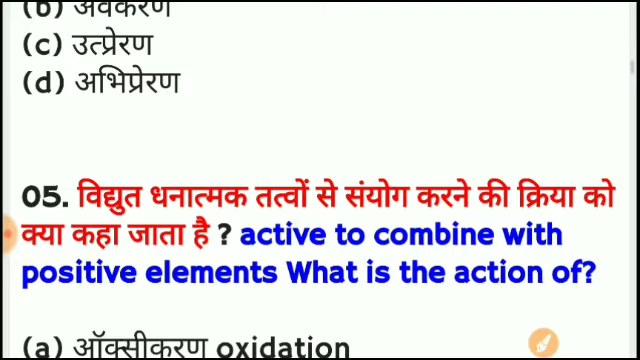 (b) अवकरण
(c) उत्प्रेरण
(d) अभिप्रेरण
05. विद्युत धनात्मक तत्वों से संयोग करने की क्रिया को
क्या कहा जाता है ? active to combine with
positive elements What is the action of?
(a) ऑक्सीकरण oxidation